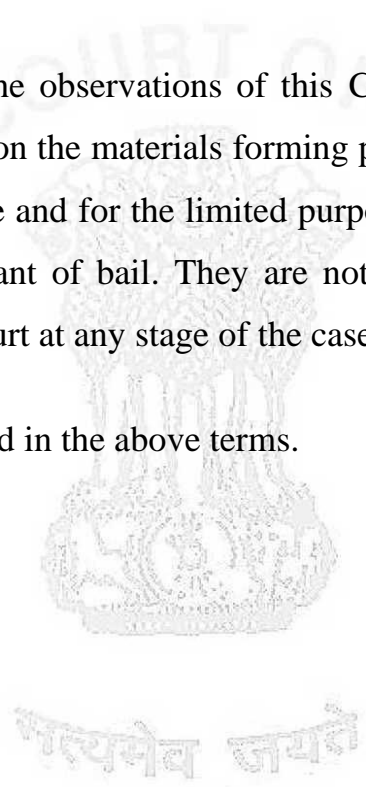 COURT O
he observations of this C
on the materials forming p
e and for the limited purp
ant of bail. They are not
urt at any stage of the case
d in the above terms.
सत्यमेव जयते